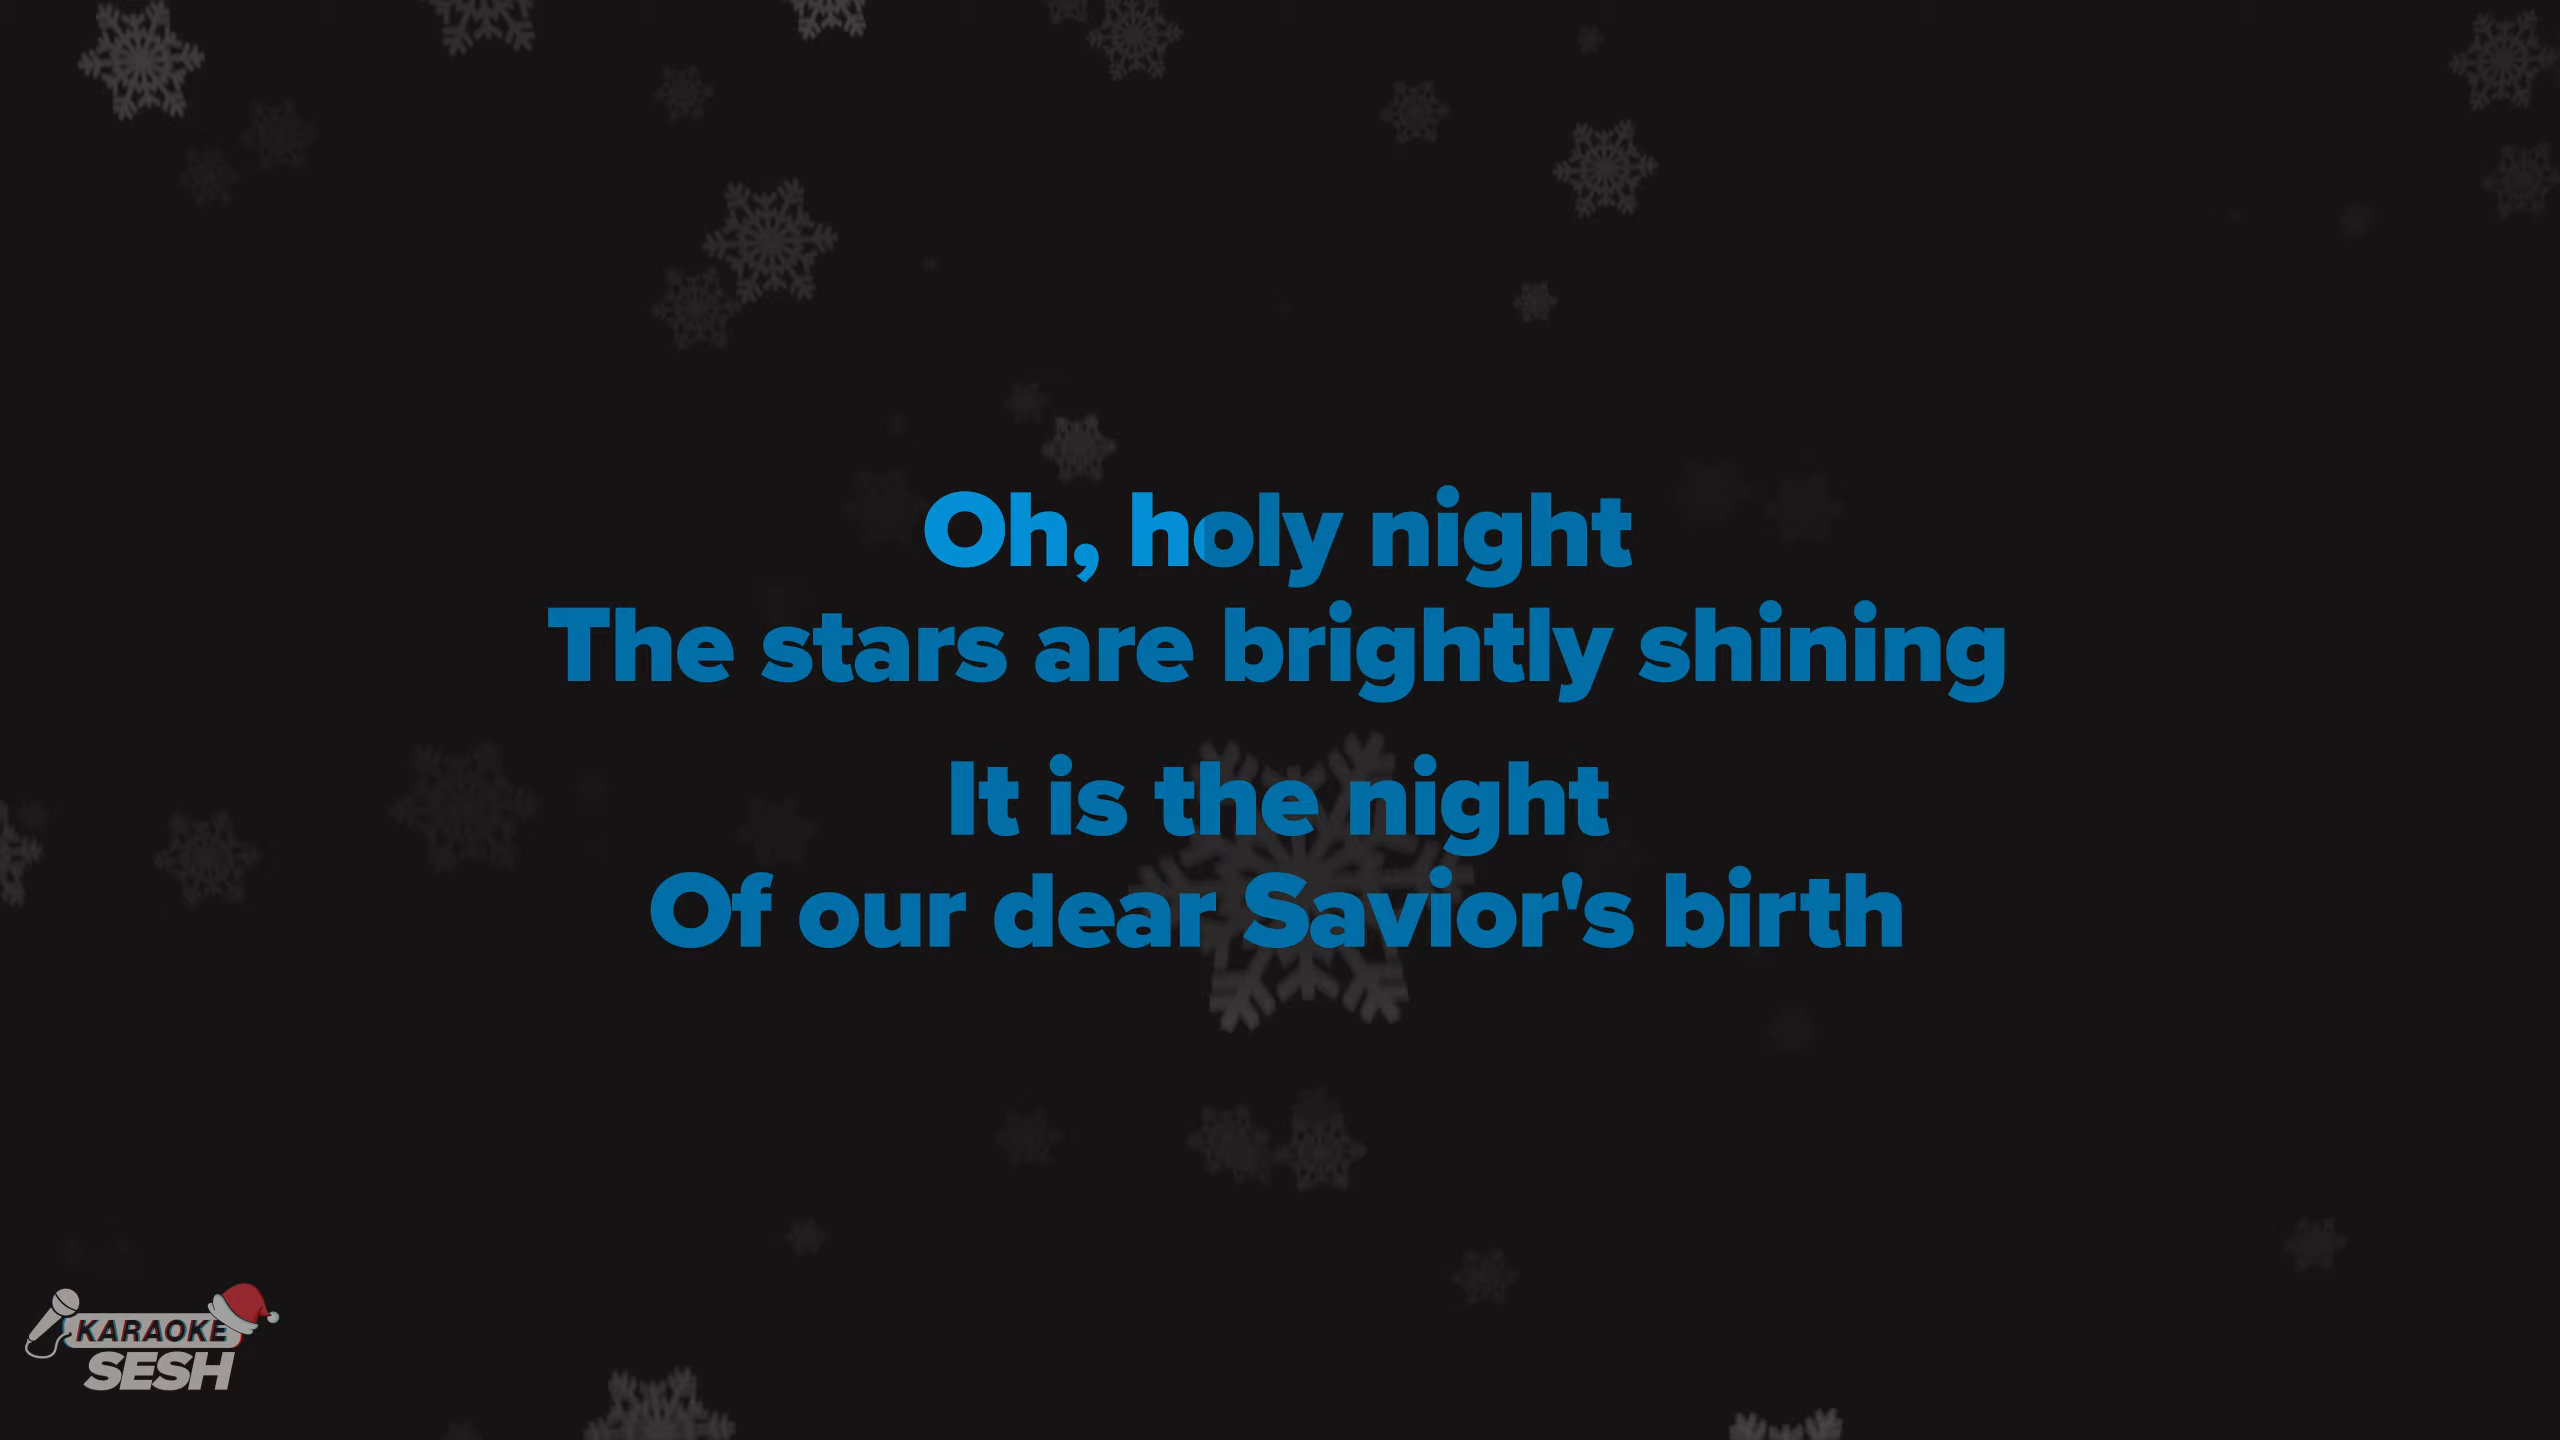 Oh, holy night
The stars are brightly shining
It is the night
Of our dear Savior's birth
KARAOKE
SESH